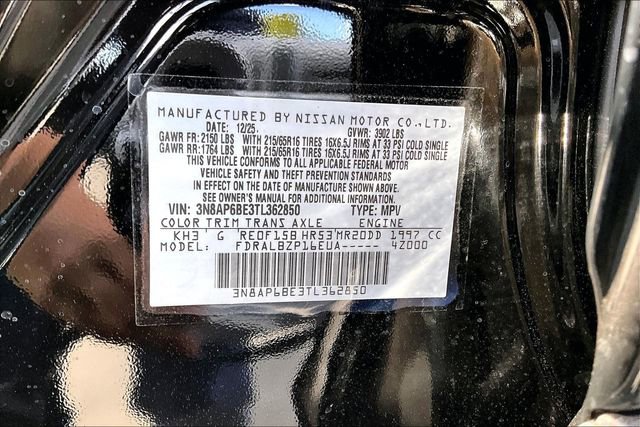 MANUFACTURED BY NISSAN MOTOR CO., LTD.
DATE: 12/25. GVWR: 3902 LBS
GAWR FR: 2150 LBS WITH 215/65R16 TIRES 16X6.5J RIMS AT 33 PSI COLD SINGLE
GAWR RR: 1764 LBS WITH 215/65R16 TIRES 16X6.5J RIMS AT 33 PSI COLD SINGLE
THIS VEHICLE CONFORMS TO ALL APPLICABLE FEDERAL MOTOR
VEHICLE SAFETY AND THEFT PREVENTION STANDARDS
IN EFFECT ON THE DATE OF MANUFACTURE SHOWN ABOVE.
SEE OWNER'S MANUAL FOR ADDITIONAL INFORMATION.
VIN: 3N8AP6BE3TL362850 TYPE: MPV
COLOR TRIM TRANS AXLE ENGINE
KH3 G RE0F15B HR53 MR20DD 1997 CC
MODEL: FDRALBZP16EUA----- 4Z000
3N8AP6BE3TL362850